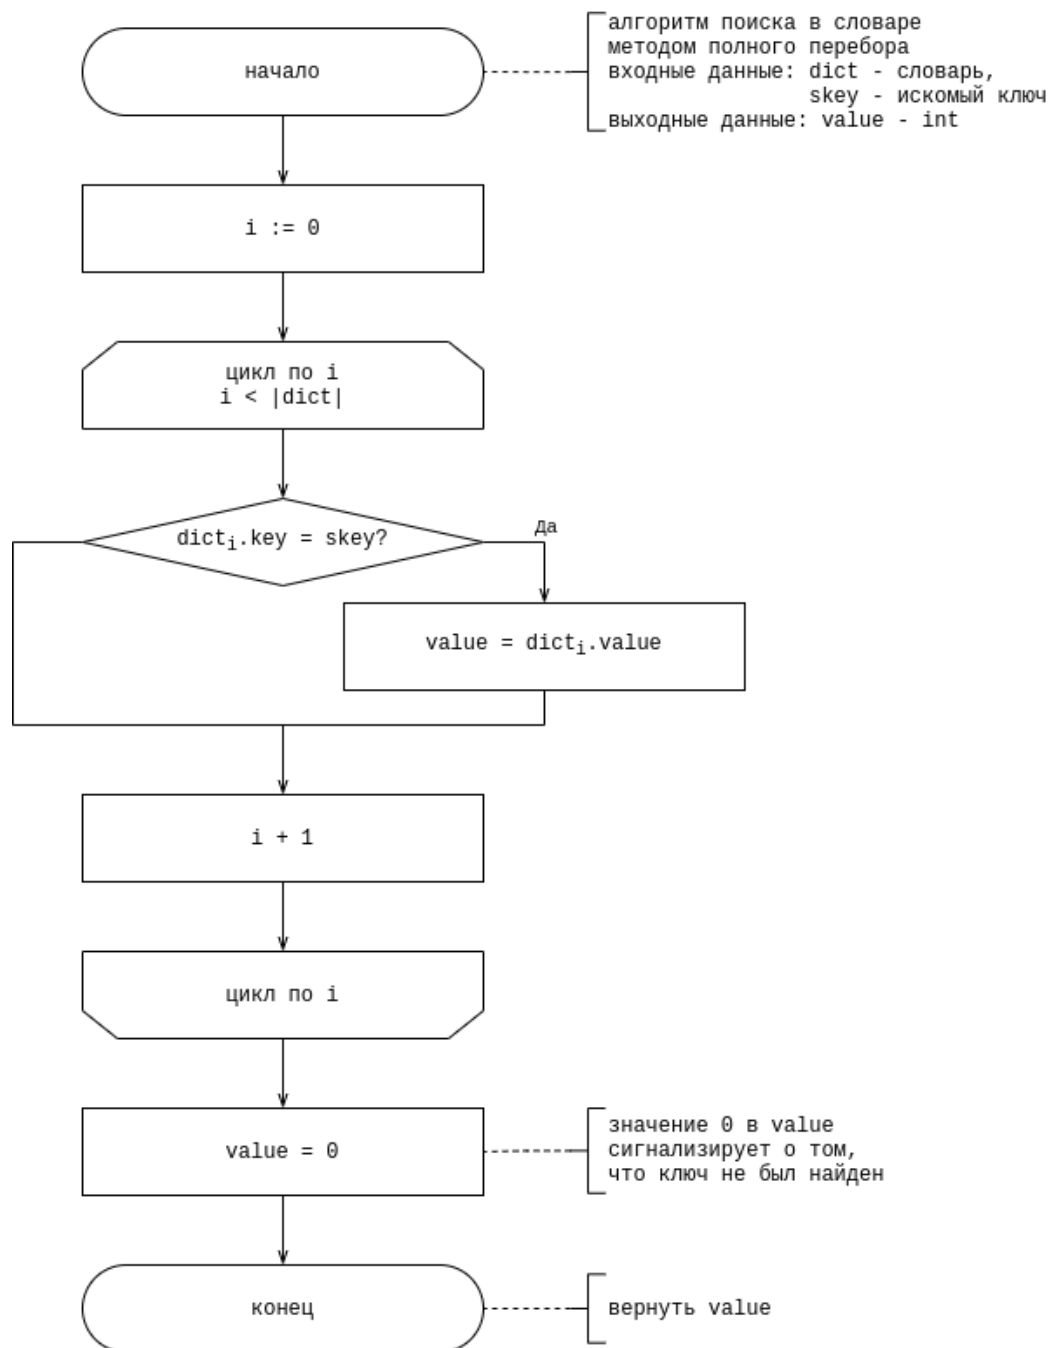 начало
алгоритм поиска в словаре
методом полного перебора
входные данные: dict - словарь,
skey - искомый ключ
выходные данные: value - int
i := 0
цикл по i
i < |dict|
dictᵢ.key = skey?
Да
value = dictᵢ.value
i + 1
цикл по i
value = 0
значение 0 в value
сигнализирует о том,
что ключ не был найден
конец
вернуть value